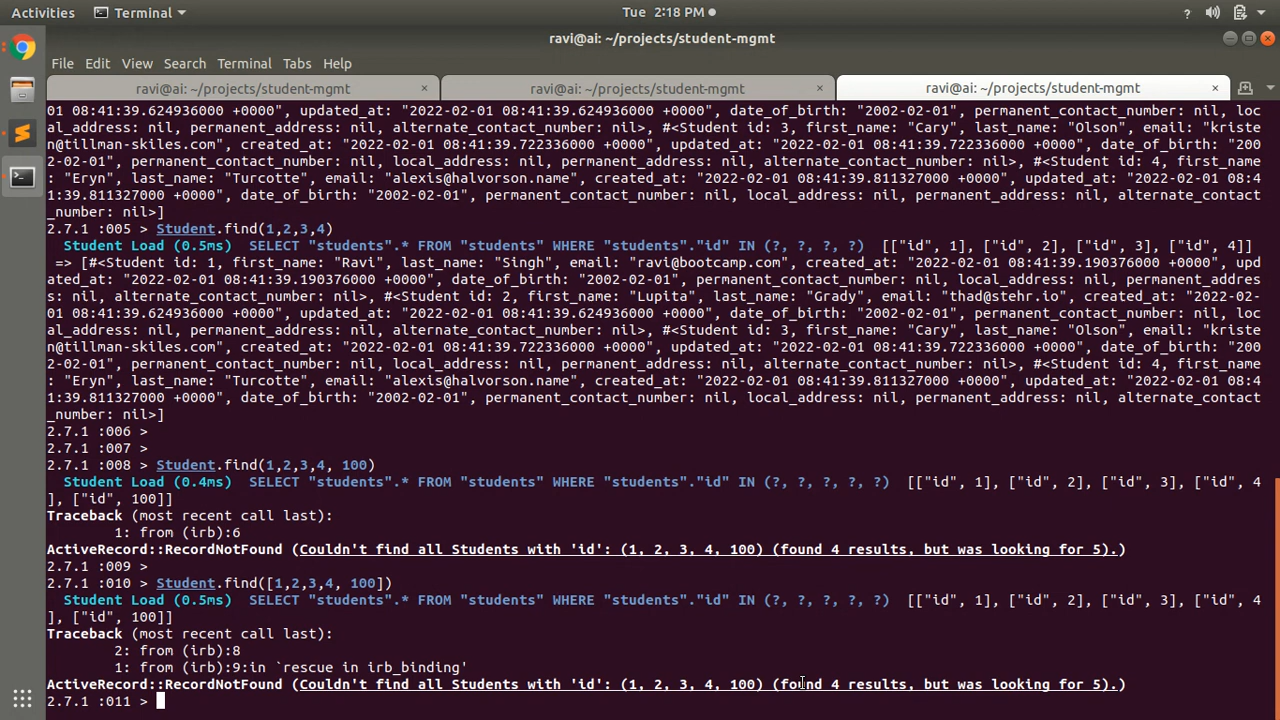 Activities Terminal Tue 2:18 PM ?
ravi@ai: ~/projects/student-mgmt
File Edit View Search Terminal Tabs Help
ravi@ai: ~/projects/student-mgmt × ravi@ai: ~/projects/student-mgmt × ravi@ai: ~/projects/student-mgmt ×
01 08:41:39.624936000 +0000", updated_at: "2022-02-01 08:41:39.624936000 +0000", date_of_birth: "2002-02-01", permanent_contact_number: nil, loc
al_address: nil, permanent_address: nil, alternate_contact_number: nil>, #<Student id: 3, first_name: "Cary", last_name: "Olson", email: "kriste
n@tillman-skiles.com", created_at: "2022-02-01 08:41:39.722336000 +0000", updated_at: "2022-02-01 08:41:39.722336000 +0000", date_of_birth: "200
2-02-01", permanent_contact_number: nil, local_address: nil, permanent_address: nil, alternate_contact_number: nil>, #<Student id: 4, first_name
: "Eryn", last_name: "Turcotte", email: "alexis@halvorson.name", created_at: "2022-02-01 08:41:39.811327000 +0000", updated_at: "2022-02-01 08:4
1:39.811327000 +0000", date_of_birth: "2002-02-01", permanent_contact_number: nil, local_address: nil, permanent_address: nil, alternate_contact
_number: nil>]
2.7.1 :005 > Student.find(1,2,3,4)
Student Load (0.5ms) SELECT "students".* FROM "students" WHERE "students"."id" IN (?, ?, ?, ?) [["id", 1], ["id", 2], ["id", 3], ["id", 4]]
=> [#<Student id: 1, first_name: "Ravi", last_name: "Singh", email: "ravi@bootcamp.com", created_at: "2022-02-01 08:41:39.190376000 +0000", upd
ated_at: "2022-02-01 08:41:39.190376000 +0000", date_of_birth: "2002-02-01", permanent_contact_number: nil, local_address: nil, permanent_addres
s: nil, alternate_contact_number: nil>, #<Student id: 2, first_name: "Lupita", last_name: "Grady", email: "thad@stehr.io", created_at: "2022-02-
01 08:41:39.624936000 +0000", updated_at: "2022-02-01 08:41:39.624936000 +0000", date_of_birth: "2002-02-01", permanent_contact_number: nil, loc
al_address: nil, permanent_address: nil, alternate_contact_number: nil>, #<Student id: 3, first_name: "Cary", last_name: "Olson", email: "kriste
n@tillman-skiles.com", created_at: "2022-02-01 08:41:39.722336000 +0000", updated_at: "2022-02-01 08:41:39.722336000 +0000", date_of_birth: "200
2-02-01", permanent_contact_number: nil, local_address: nil, permanent_address: nil, alternate_contact_number: nil>, #<Student id: 4, first_name
: "Eryn", last_name: "Turcotte", email: "alexis@halvorson.name", created_at: "2022-02-01 08:41:39.811327000 +0000", updated_at: "2022-02-01 08:4
1:39.811327000 +0000", date_of_birth: "2002-02-01", permanent_contact_number: nil, local_address: nil, permanent_address: nil, alternate_contact
_number: nil>]
2.7.1 :006 >
2.7.1 :007 >
2.7.1 :008 > Student.find(1,2,3,4, 100)
Student Load (0.4ms) SELECT "students".* FROM "students" WHERE "students"."id" IN (?, ?, ?, ?, ?) [["id", 1], ["id", 2], ["id", 3], ["id", 4
], ["id", 100]]
Traceback (most recent call last):
1: from (irb):6
ActiveRecord::RecordNotFound (Couldn't find all Students with 'id': (1, 2, 3, 4, 100) (found 4 results, but was looking for 5).)
2.7.1 :009 >
2.7.1 :010 > Student.find([1,2,3,4, 100])
Student Load (0.5ms) SELECT "students".* FROM "students" WHERE "students"."id" IN (?, ?, ?, ?, ?) [["id", 1], ["id", 2], ["id", 3], ["id", 4
], ["id", 100]]
Traceback (most recent call last):
2: from (irb):8
1: from (irb):9:in `rescue in irb_binding'
ActiveRecord::RecordNotFound (Couldn't find all Students with 'id': (1, 2, 3, 4, 100) (found 4 results, but was looking for 5).)
2.7.1 :011 >